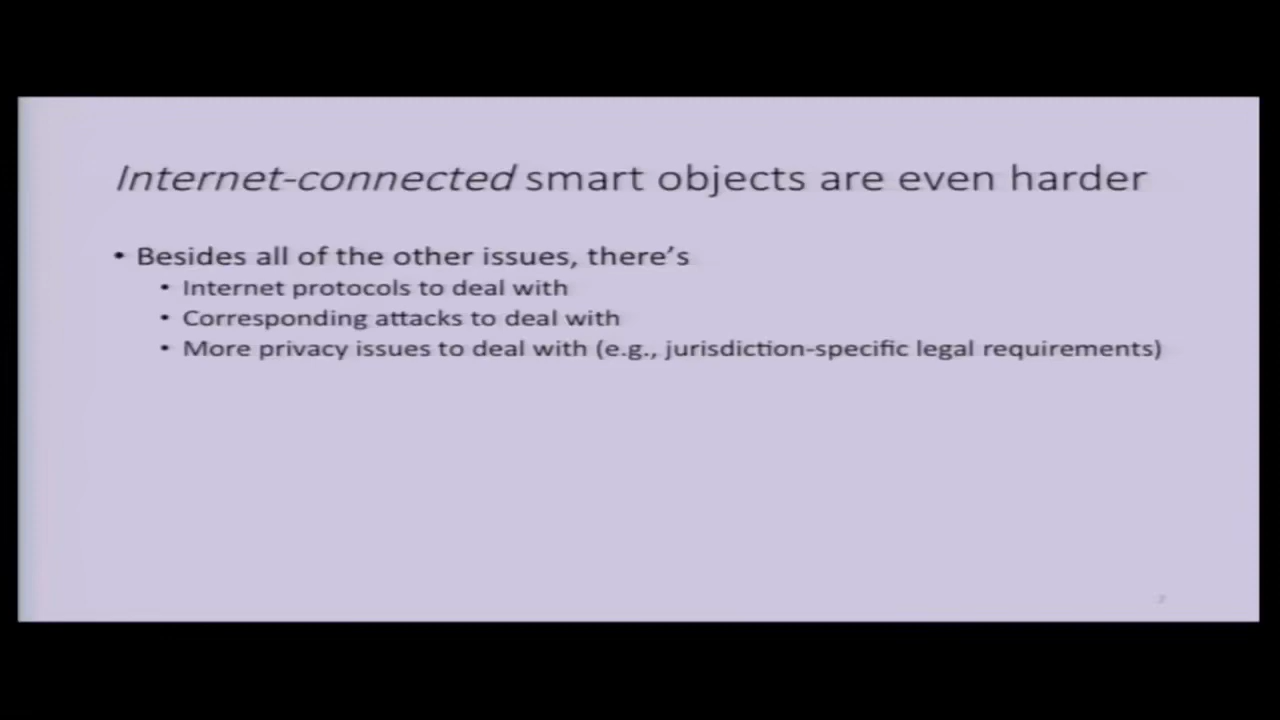 Internet-connected smart objects are even harder
• Besides all of the other issues, there's
• Internet protocols to deal with
• Corresponding attacks to deal with
• More privacy issues to deal with (e.g., jurisdiction-specific legal requirements)